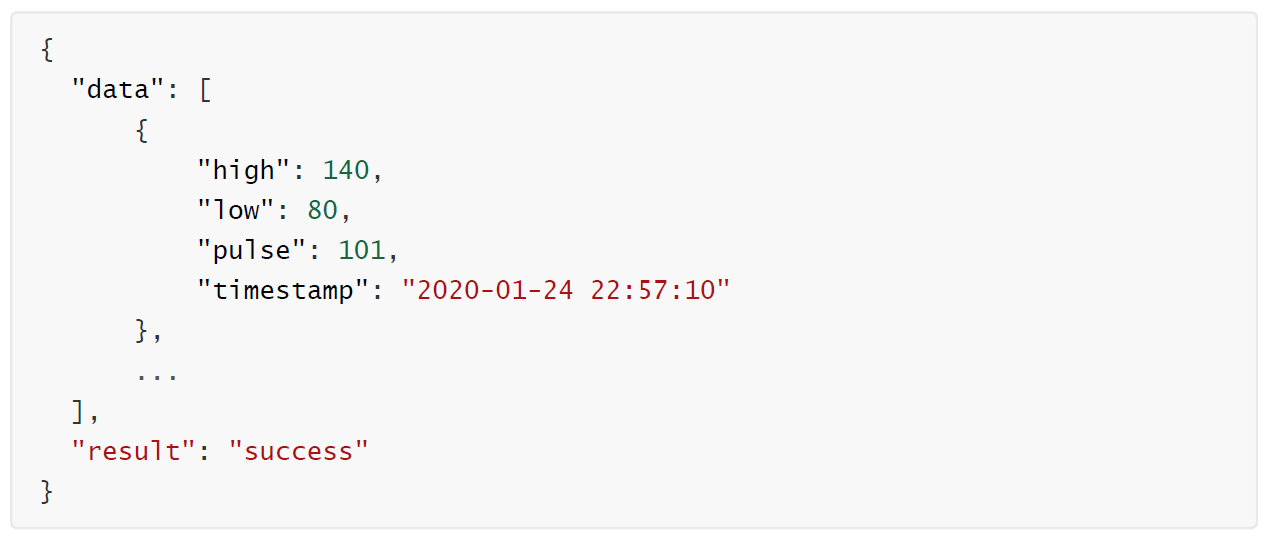 {
  "data": [
      {
          "high": 140,
          "low": 80,
          "pulse": 101,
          "timestamp": "2020-01-24 22:57:10"
      },
      ...
  ],
  "result": "success"
}